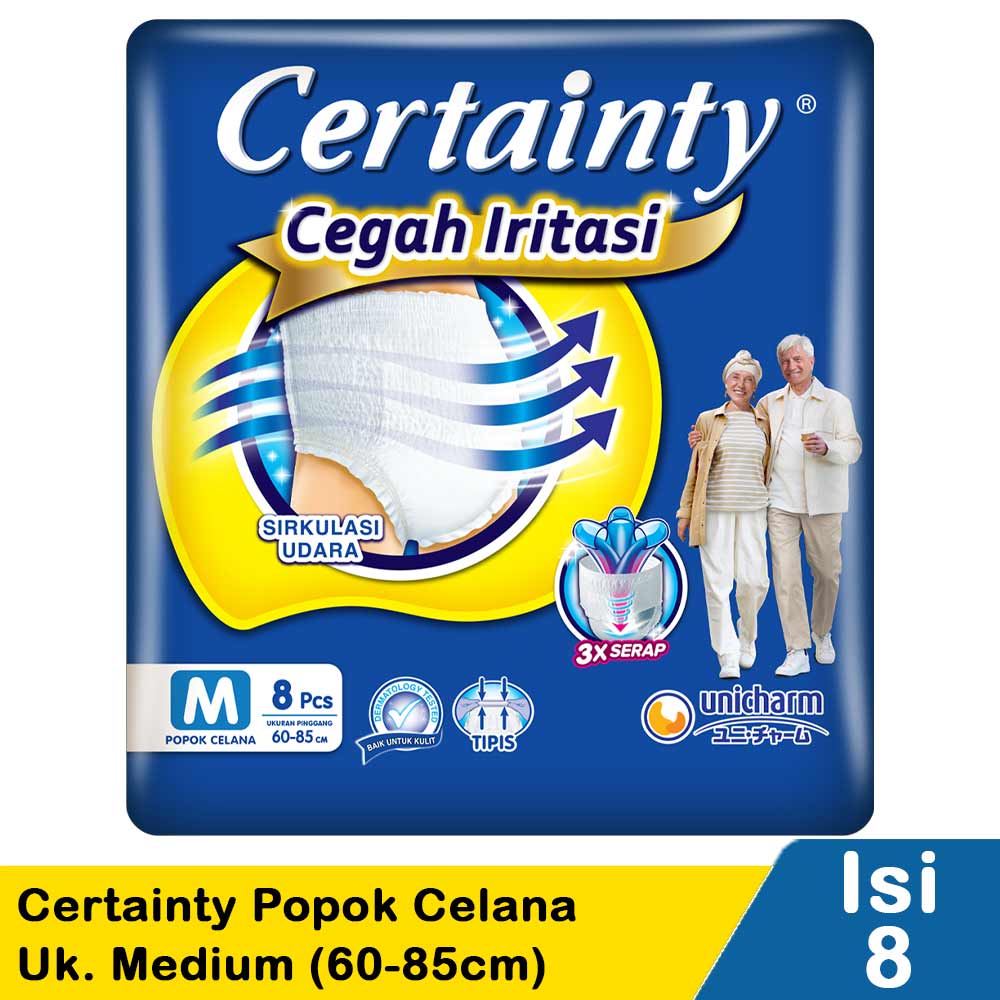 Certainty®
Cegah Iritasi
SIRKULASI
UDARA
3X SERAP
M
POPOK CELANA
8 Pcs
UKURAN PINGGANG
60-85 CM
DERMATOLOGY TESTED
BAIK UNTUK KULIT
TIPIS
unicharm
ユニ・チャーム
Certainty Popok Celana
Uk. Medium (60-85cm)
Isi
8